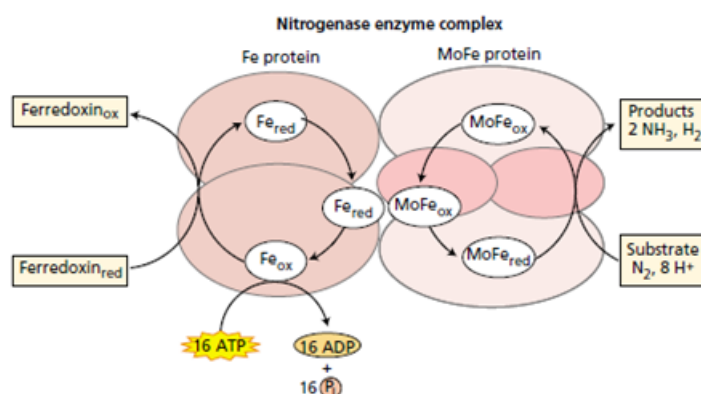 Nitrogenase enzyme complex
Fe protein
MoFe protein
Ferredoxinox
Fered
MoFeox
Products
2 NH3, H2
Fered
MoFeox
Ferredoxinred
Feox
MoFered
Substrate
N2, 8 H+
16 ATP
16 ADP
+
16 Pi